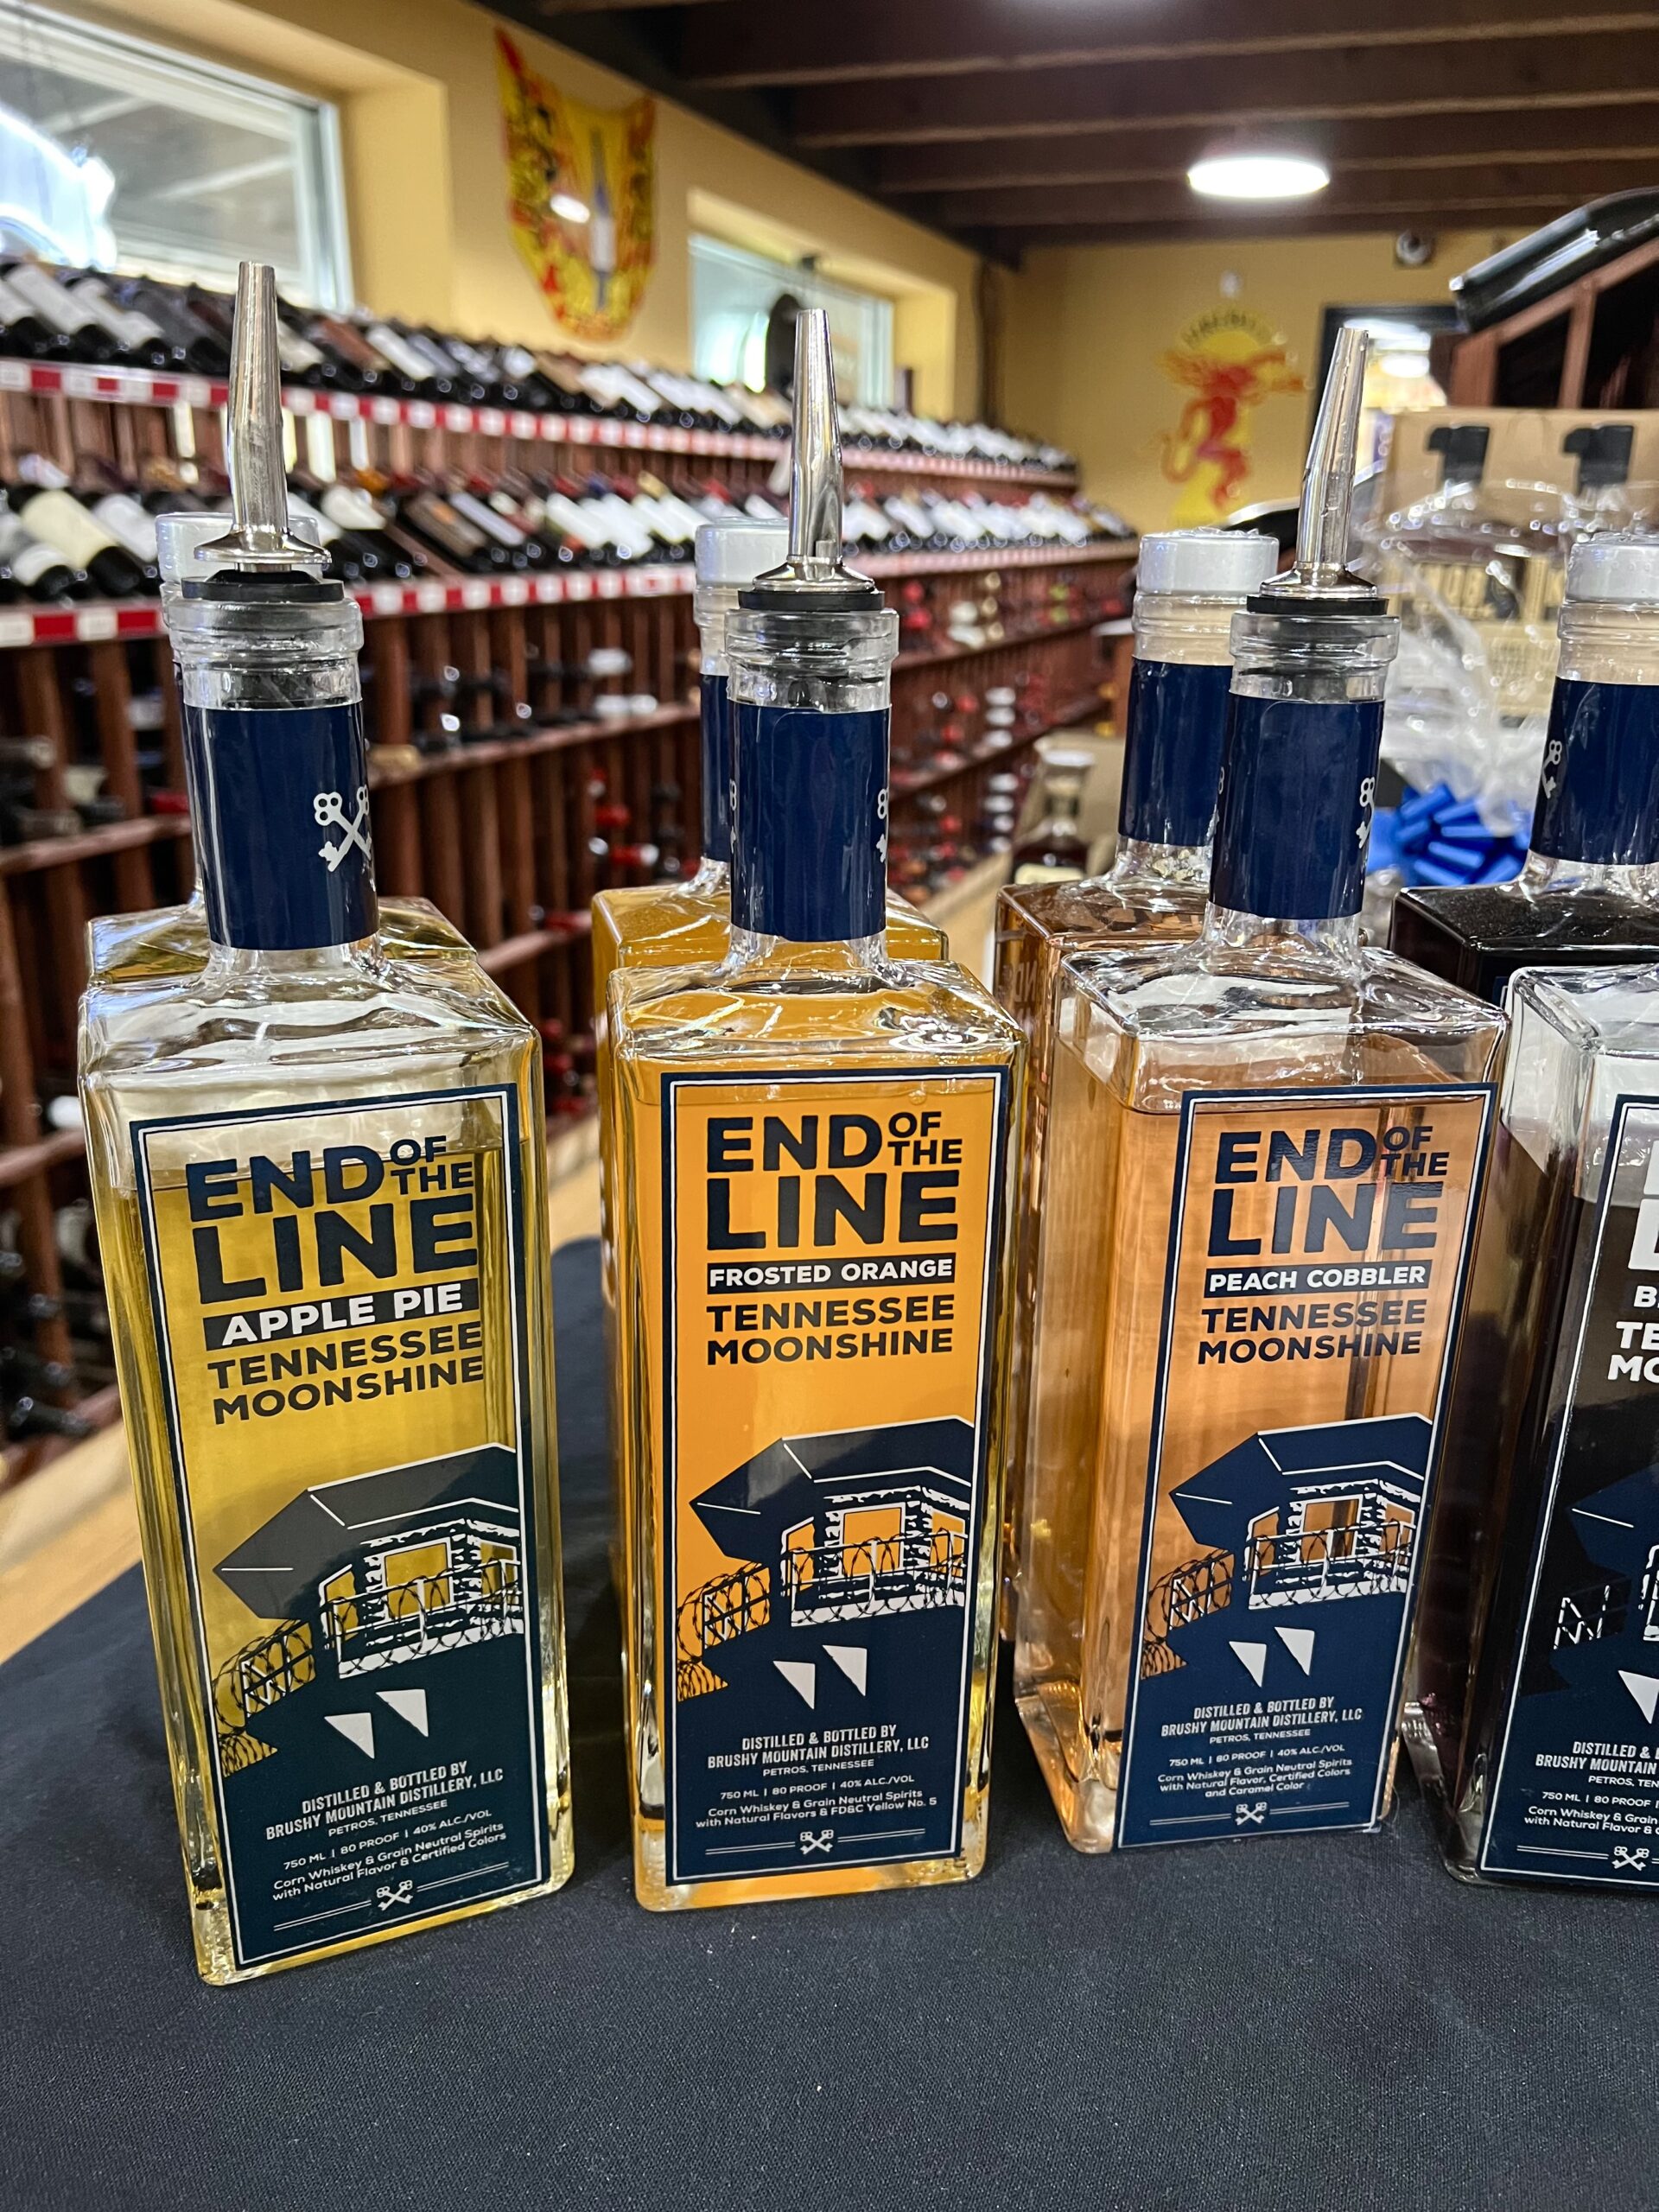 END OF
THE
LINE
APPLE PIE
TENNESSEE
MOONSHINE
DISTILLED & BOTTLED BY
BRUSHY MOUNTAIN DISTILLERY, LLC
PETROS, TENNESSEE
750 ML | 80 PROOF | 40% ALC./VOL
Corn Whiskey & Grain Neutral Spirits
with Natural Flavor & Certified Colors
END OF
THE
LINE
FROSTED ORANGE
TENNESSEE
MOONSHINE
DISTILLED & BOTTLED BY
BRUSHY MOUNTAIN DISTILLERY, LLC
PETROS, TENNESSEE
750 ML | 80 PROOF | 40% ALC./VOL
Corn Whiskey & Grain Neutral Spirits
with Natural Flavors & FD&C Yellow No. 5
END OF
THE
LINE
PEACH COBBLER
TENNESSEE
MOONSHINE
DISTILLED & BOTTLED BY
BRUSHY MOUNTAIN DISTILLERY, LLC
PETROS, TENNESSEE
750 ML | 80 PROOF | 40% ALC./VOL
Corn Whiskey & Grain Neutral Spirits
with Natural Flavor, Certified Colors
and Caramel Color
DISTILLED &
BRUSHY MOUNTAIN
PETROS,
750 ML | 80 PROOF |
Corn Whiskey & Grain
with Natural Flavor &